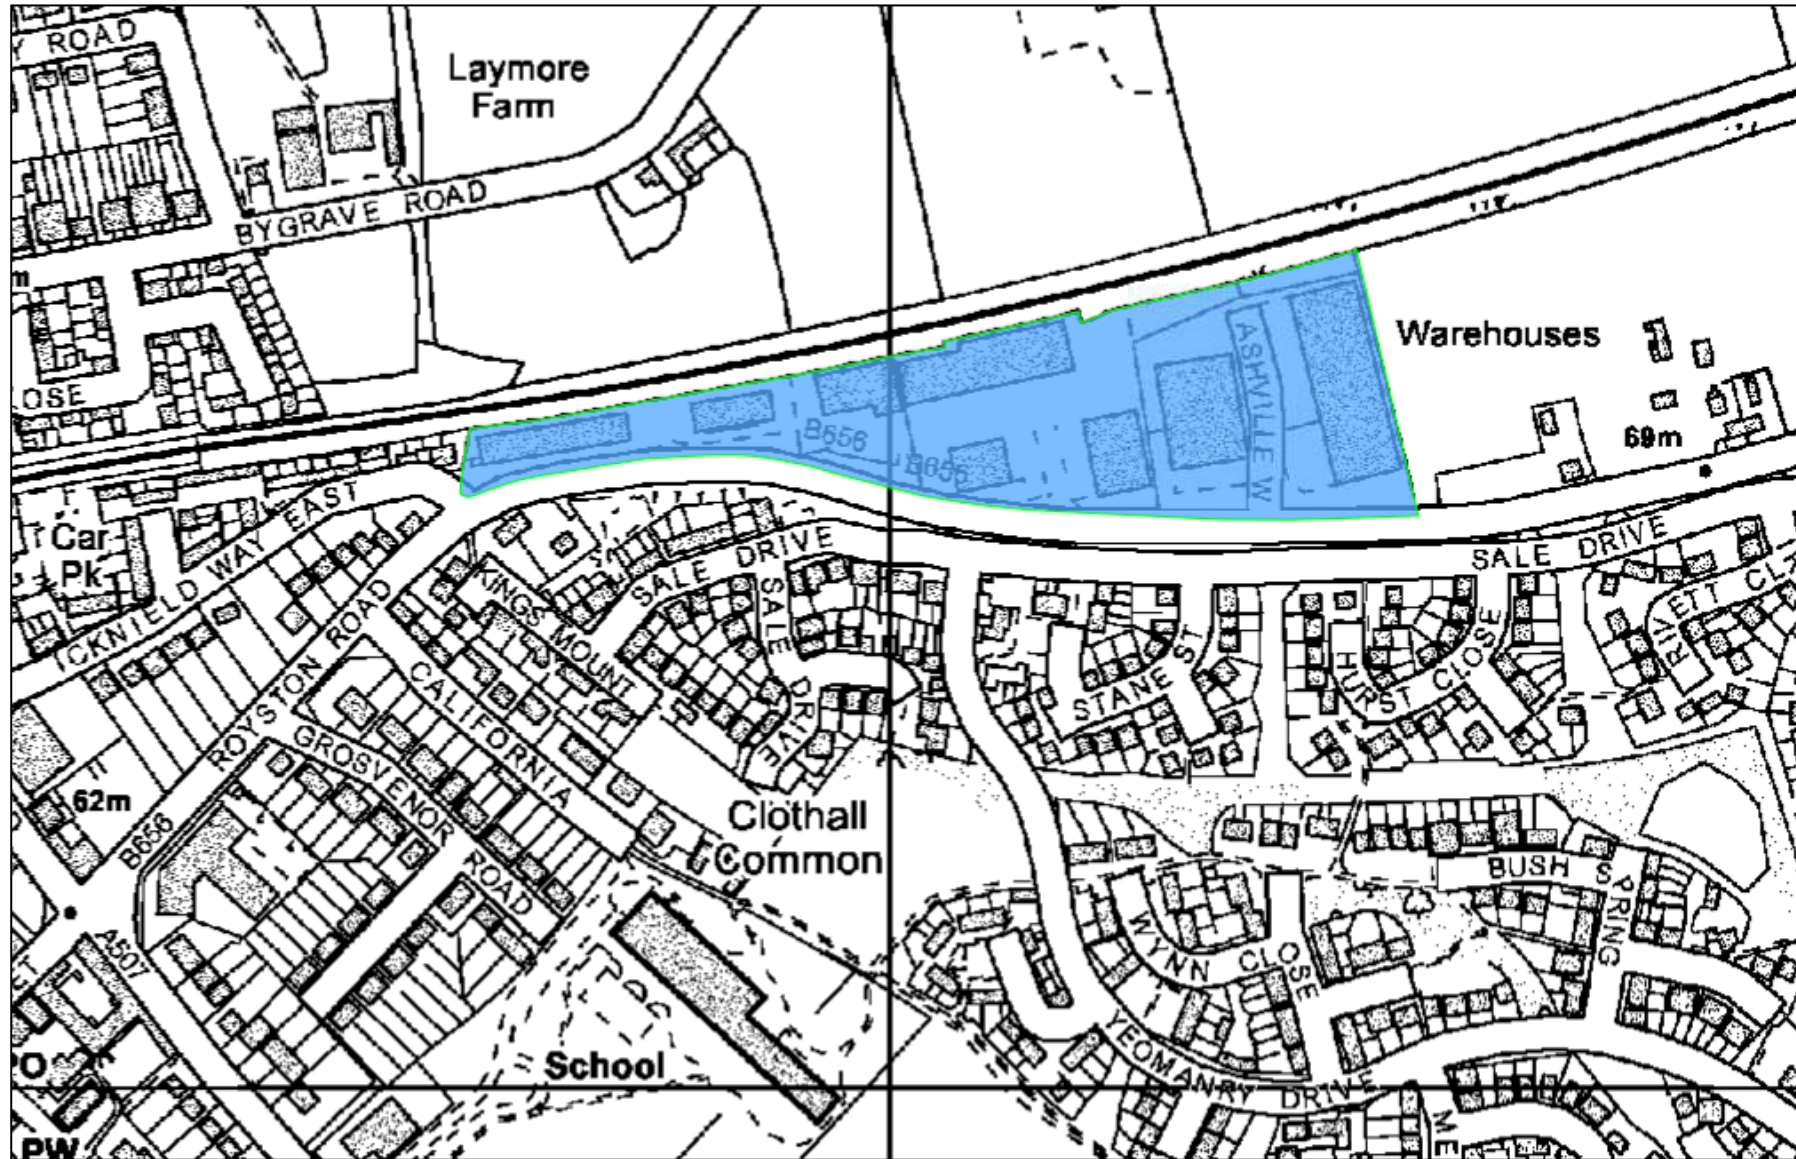 Y ROAD
Laymore
Farm
BYGRAVE ROAD
m
LOSE
Warehouses
ASHVILLE W
B656
B656
69m
ICKNIELD WAY EAST
Car
Pk
SALE DRIVE
SALE DRIVE
SALE DRIVE
KINGS MOUNT
ROYSTON ROAD
CALIFORNIA
STANE ST
HURST CLOSE
RIVETT CL
GROSVENOR ROAD
62m
B656
Clothall
Common
BUSH SPRING
WYNN CLOSE
A507
YEOMANRY DRIVE
School
PO
PW
ME